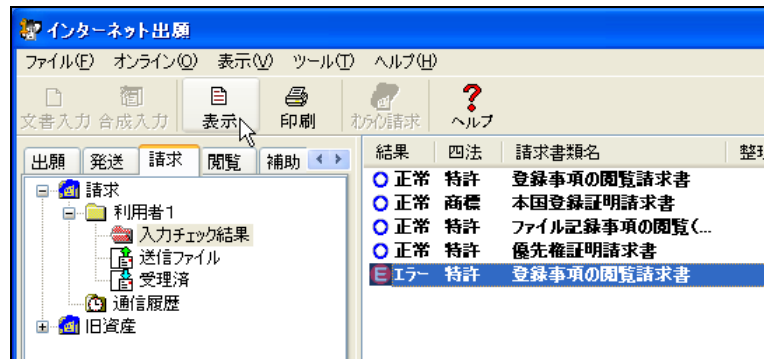 インターネット出願
ファイル(F) オンライン(O) 表示(V) ツール(T) ヘルプ(H)
文書入力 合成入力 表示 印刷 オンライン請求 ヘルプ
出願 発送 請求 閲覧 補助
請求
利用者1
入力チェック結果
送信ファイル
受理済
通信履歴
旧資産
結果 四法 請求書類名 整理
正常 特許 登録事項の閲覧請求書
正常 商標 本国登録証明請求書
正常 特許 ファイル記録事項の閲覧(...
正常 特許 優先権証明請求書
E エラー 特許 登録事項の閲覧請求書